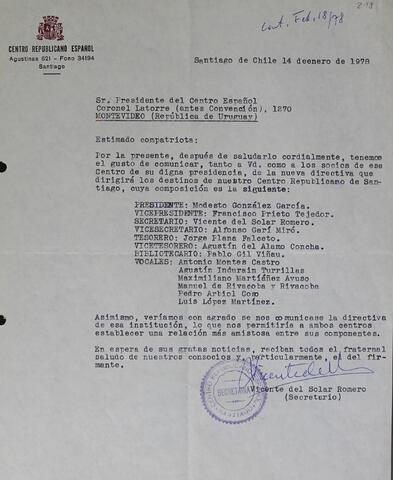 Cont. Feb. 18/78
CENTRO REPUBLICANO ESPAÑOL
Agustinas 621 - Fono 34194
Santiago
Santiago de Chile 14 deenero de 1978
Sr. Presidente del Centro Español
Coronel Latorre (antes Convención), 1270
MONTEVIDEO (República de Uruguay)
Estimado compatriota:
Por la presente, después de saludarlo cordialmente, tenemos
el gusto de comunicar, tanto a Vd. como a los socios de ese
Centro de su digna presidencia, de la nueva directiva que
dirigirá los destinos de nuestro Centro Republicano de San-
tiago, cuya composición es la siguiente:
PRESIDENTE: Modesto González García.
VICEPRESIDENTE: Francisco Prieto Tejedor.
SECRETARIO: Vicente del Solar Romero.
VICESECRETARIO: Alfonso Garí Miró.
TESORERO: Jorge Plana Falceto.
VICETESORERO: Agustín del Alamo Concha.
BIBLIOTECARIO: Pablo Gil Viñau.
VOCALES: Antonio Montes Castro
Agustín Indurain Turrillas
Maximiliano Martiáñez Ayuso
Manuel de Rivacoba y Rivacoba
Pedro Arbiol Coso
Luis López Martínez.
Asimismo, veríamos con agrado se nos comunicase la directiva
de esa institución, lo que nos permitiría a ambos centros
establecer una relación más amistosa entre sus componentes.
En espera de sus gratas noticias, reciban todos el fraternal
saludo de nuestros consocios y, particularmente, el del fir-
mante.
SECRETARIA
Vicente del Solar Romero
(Secretario)